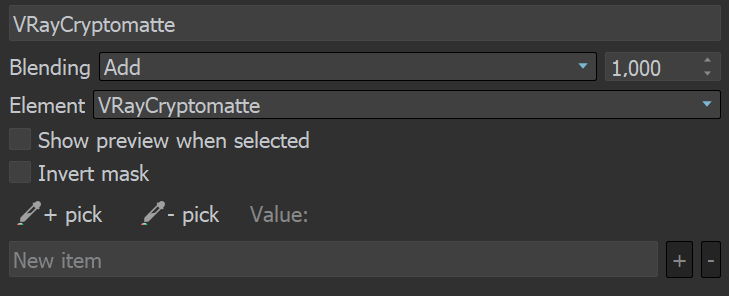 VRayCryptomatte
Blending Add 1,000
Element VRayCryptomatte
Show preview when selected
Invert mask
+ pick - pick Value:
New item + -